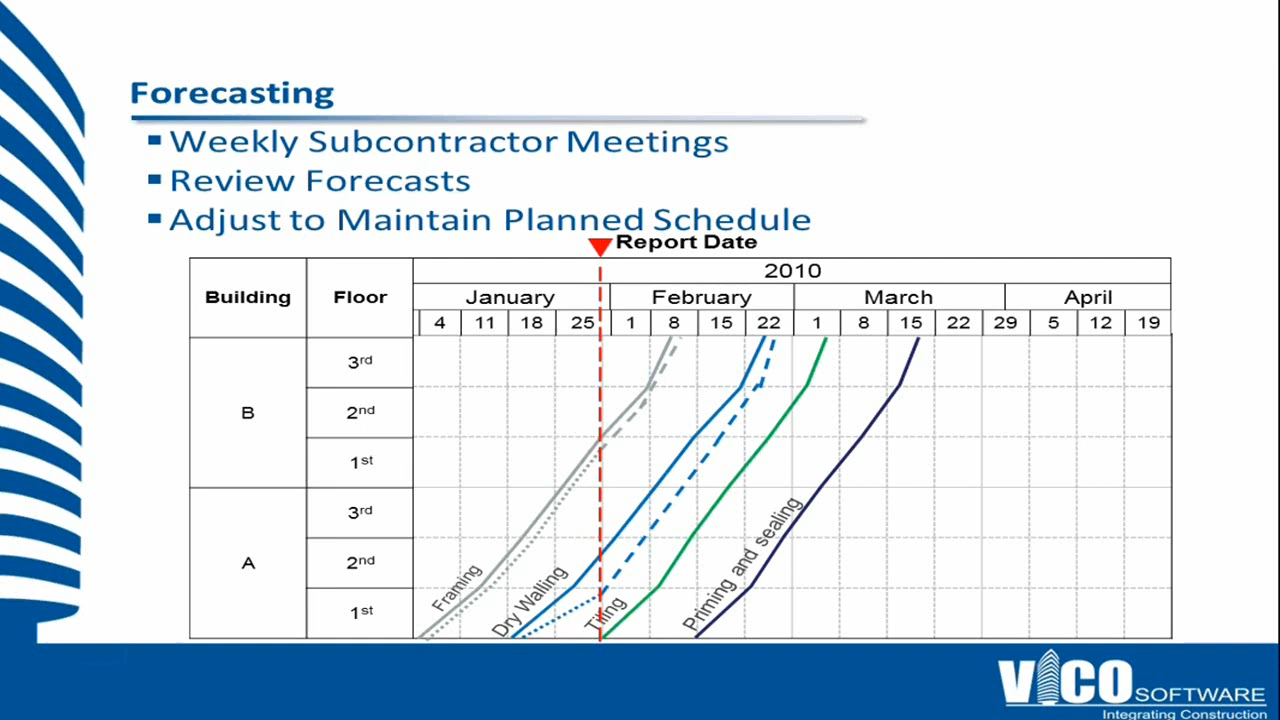 Forecasting
▪ Weekly Subcontractor Meetings
▪ Review Forecasts
▪ Adjust to Maintain Planned Schedule
Report Date
Building Floor 2010
January February March April
4 11 18 25 1 8 15 22 1 8 15 22 29 5 12 19
3rd
B 2nd
1st
3rd
A 2nd
1st
Framing
Dry Walling
Tiling
Priming and sealing
VICO SOFTWARE
Integrating Construction